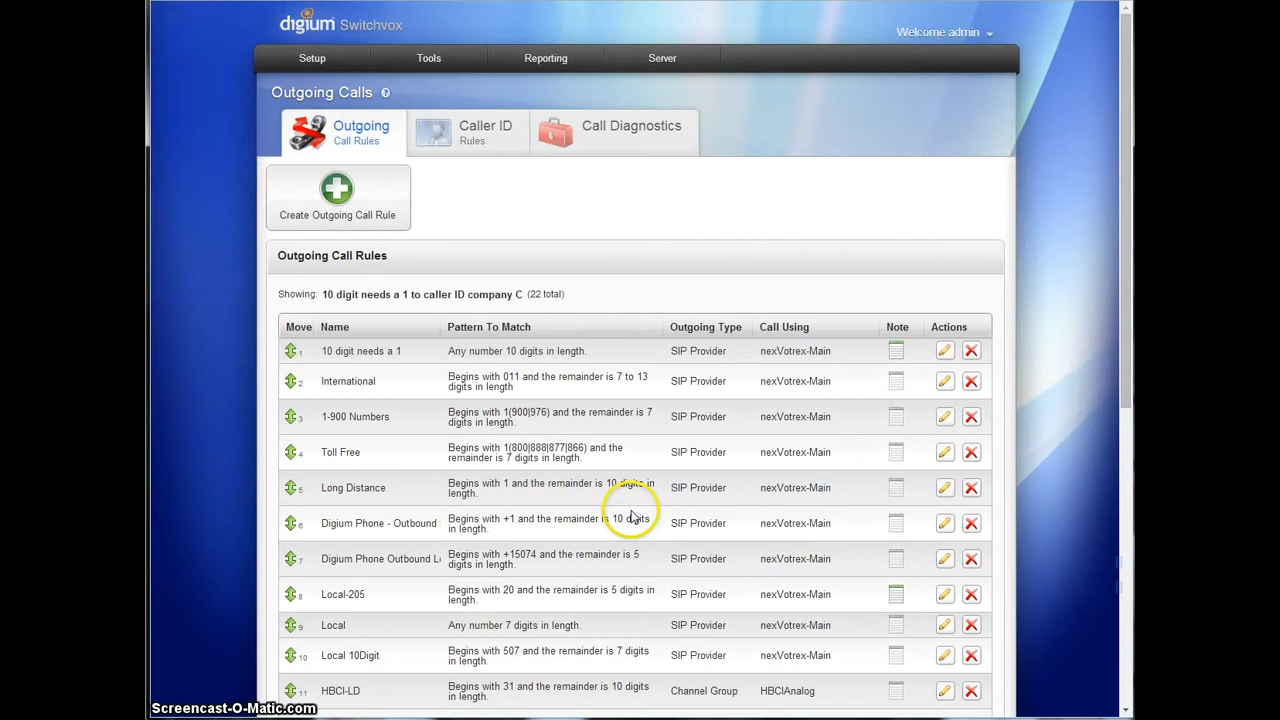 digium Switchvox
Welcome admin
Setup Tools Reporting Server
Outgoing Calls ?
Outgoing
Call Rules
Caller ID
Rules
Call Diagnostics
Create Outgoing Call Rule
Outgoing Call Rules
Showing: 10 digit needs a 1 to caller ID company C (22 total)
Move Name Pattern To Match Outgoing Type Call Using Note Actions
1 10 digit needs a 1 Any number 10 digits in length. SIP Provider nexVotrex-Main
2 International Begins with 011 and the remainder is 7 to 13
digits in length SIP Provider nexVotrex-Main
3 1-900 Numbers Begins with 1(900|976) and the remainder is 7
digits in length. SIP Provider nexVotrex-Main
4 Toll Free Begins with 1(800|888|877|866) and the
remainder is 7 digits in length. SIP Provider nexVotrex-Main
5 Long Distance Begins with 1 and the remainder is 10 digits in
length. SIP Provider nexVotrex-Main
6 Digium Phone - Outbound Begins with +1 and the remainder is 10 digits
in length. SIP Provider nexVotrex-Main
7 Digium Phone Outbound Lo Begins with +15074 and the remainder is 5
digits in length. SIP Provider nexVotrex-Main
8 Local-205 Begins with 20 and the remainder is 5 digits in
length. SIP Provider nexVotrex-Main
9 Local Any number 7 digits in length. SIP Provider nexVotrex-Main
10 Local 10Digit Begins with 507 and the remainder is 7 digits
in length. SIP Provider nexVotrex-Main
11 HBCI-LD Begins with 31 and the remainder is 10 digits
in length. Channel Group HBCIAnalog
Screencast-O-Matic.com